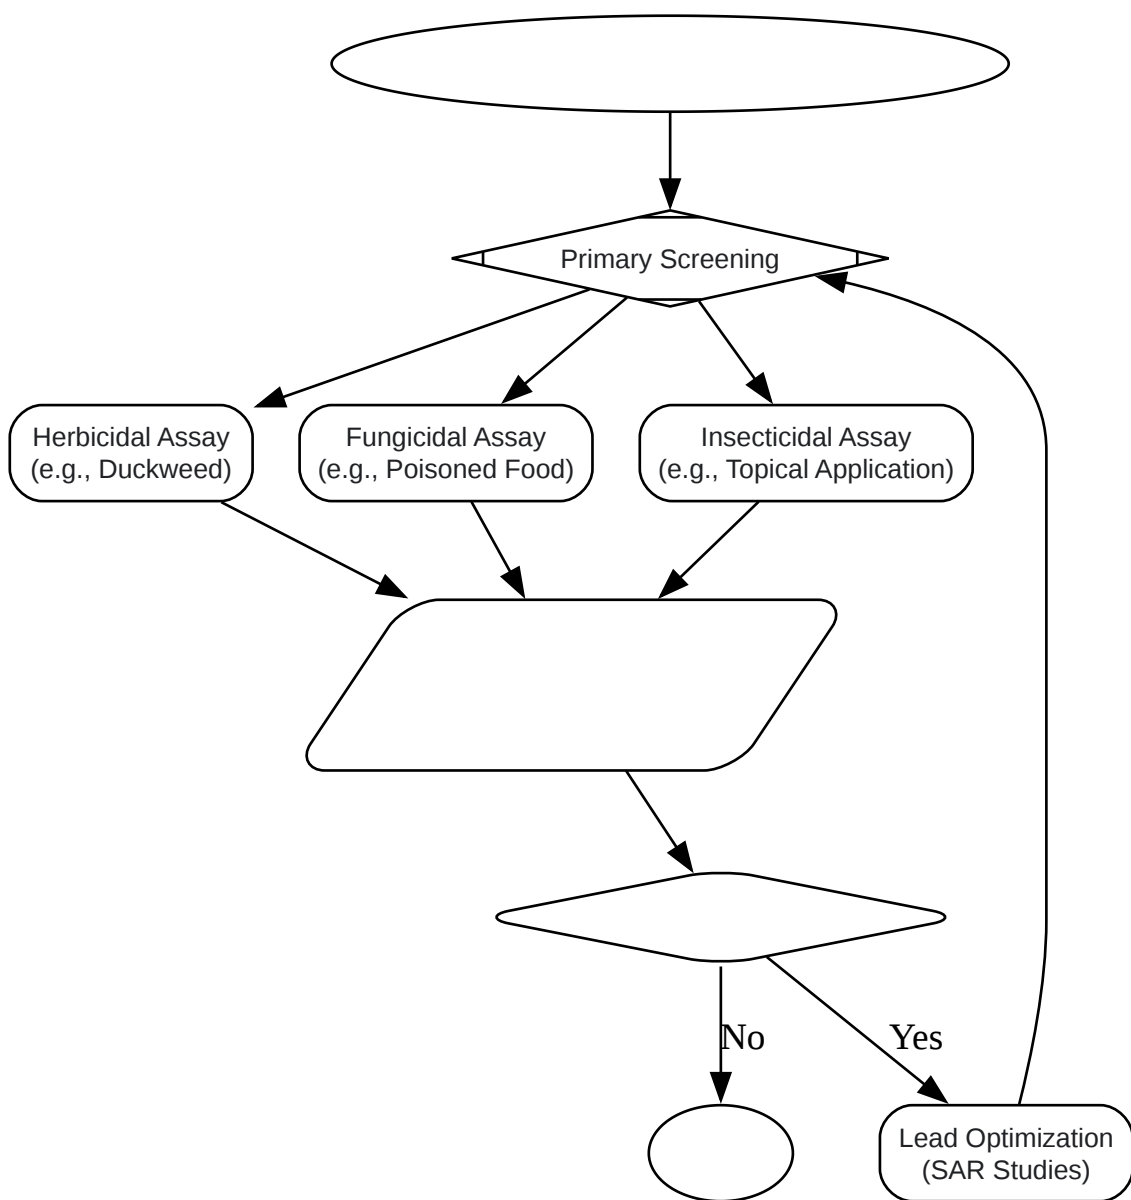 Primary Screening
Herbicidal Assay
(e.g., Duckweed)
Fungicidal Assay
(e.g., Poisoned Food)
Insecticidal Assay
(e.g., Topical Application)
No
Yes
Lead Optimization
(SAR Studies)